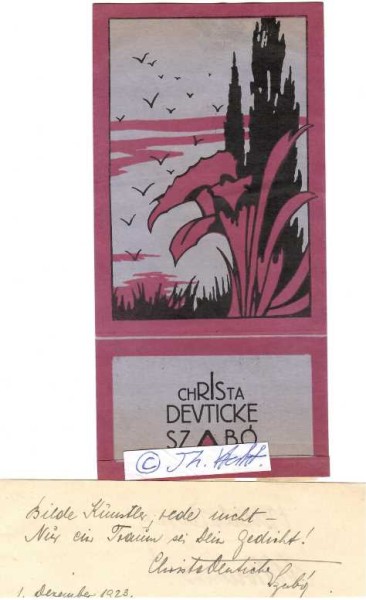 CHRISTA
DEVTICKE
SZABÓ
© Th. 
Bilde Künstler, rede nicht –
Nur ein Traum sei Dein Gedicht!
Christa Deuticke
Szabó
1. Dezember 1923.